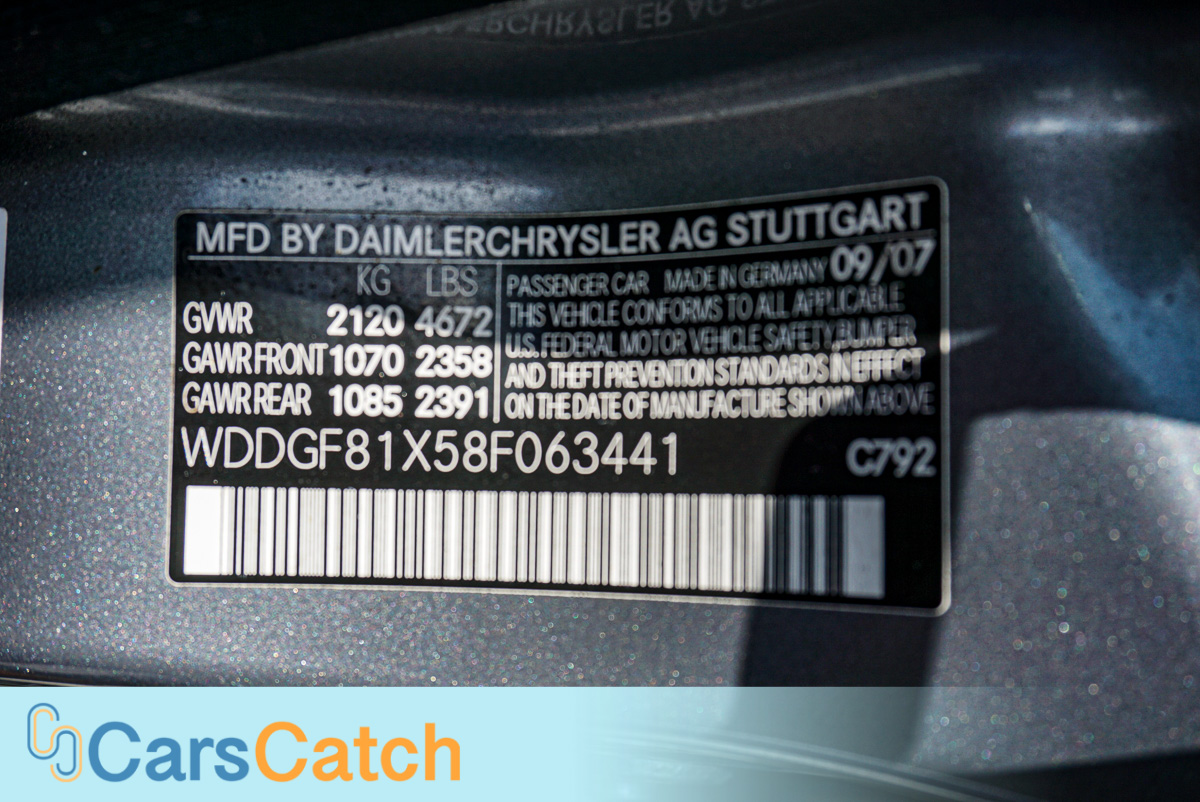 MFD BY DAIMLERCHRYSLER AG STUTTGART
KG LBS
GVWR 2120 4672
GAWR FRONT 1070 2358
GAWR REAR 1085 2391
PASSENGER CAR MADE IN GERMANY 09/07
THIS VEHICLE CONFORMS TO ALL APPLICABLE
U.S. FEDERAL MOTOR VEHICLE SAFETY, BUMPER
AND THEFT PREVENTION STANDARDS IN EFFECT
ON THE DATE OF MANUFACTURE SHOWN ABOVE
WDDGF81X58F063441 C792
CarsCatch